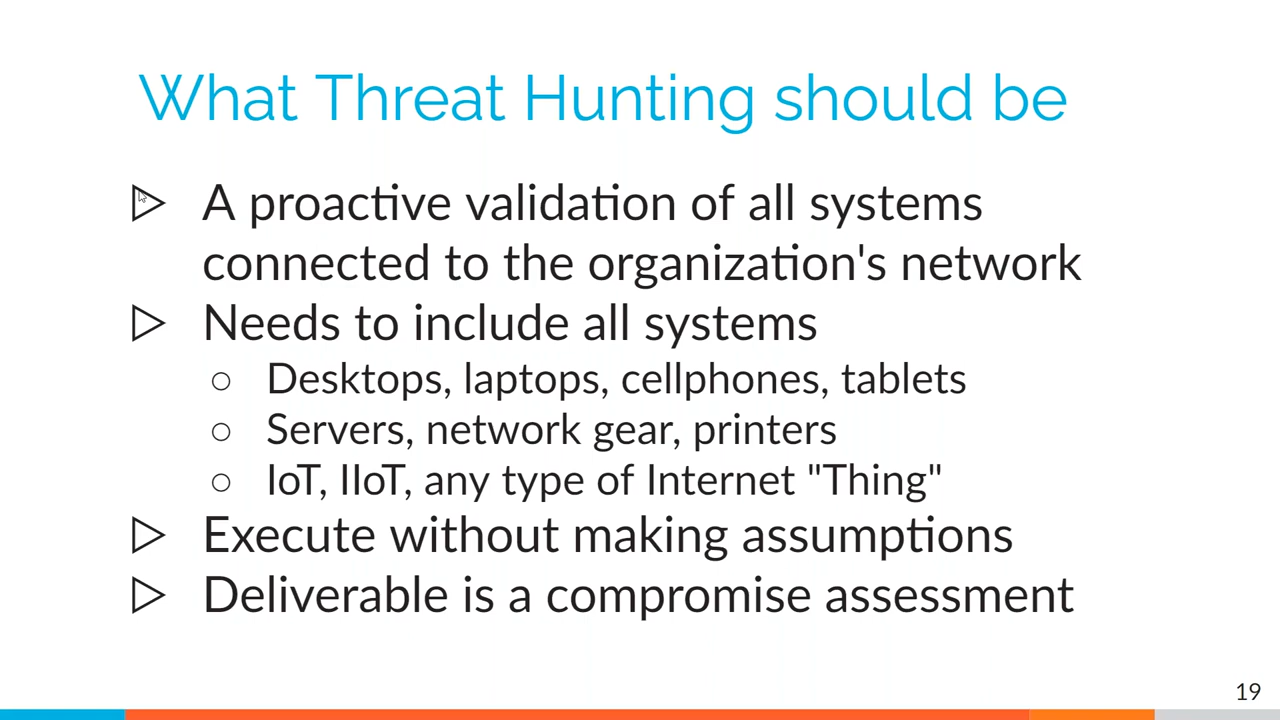 What Threat Hunting should be
A proactive validation of all systems
connected to the organization's network
Needs to include all systems
Desktops, laptops, cellphones, tablets
Servers, network gear, printers
IoT, IIoT, any type of Internet "Thing"
Execute without making assumptions
Deliverable is a compromise assessment
19